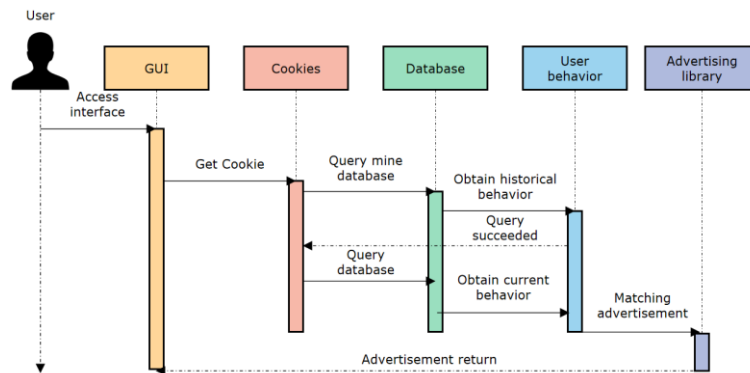 User
GUI
Cookies
Database
User
behavior
Advertising
library
Access
interface
Get Cookie
Query mine
database
Obtain historical
behavior
Query
succeeded
Query
database
Obtain current
behavior
Matching
advertisement
Advertisement return